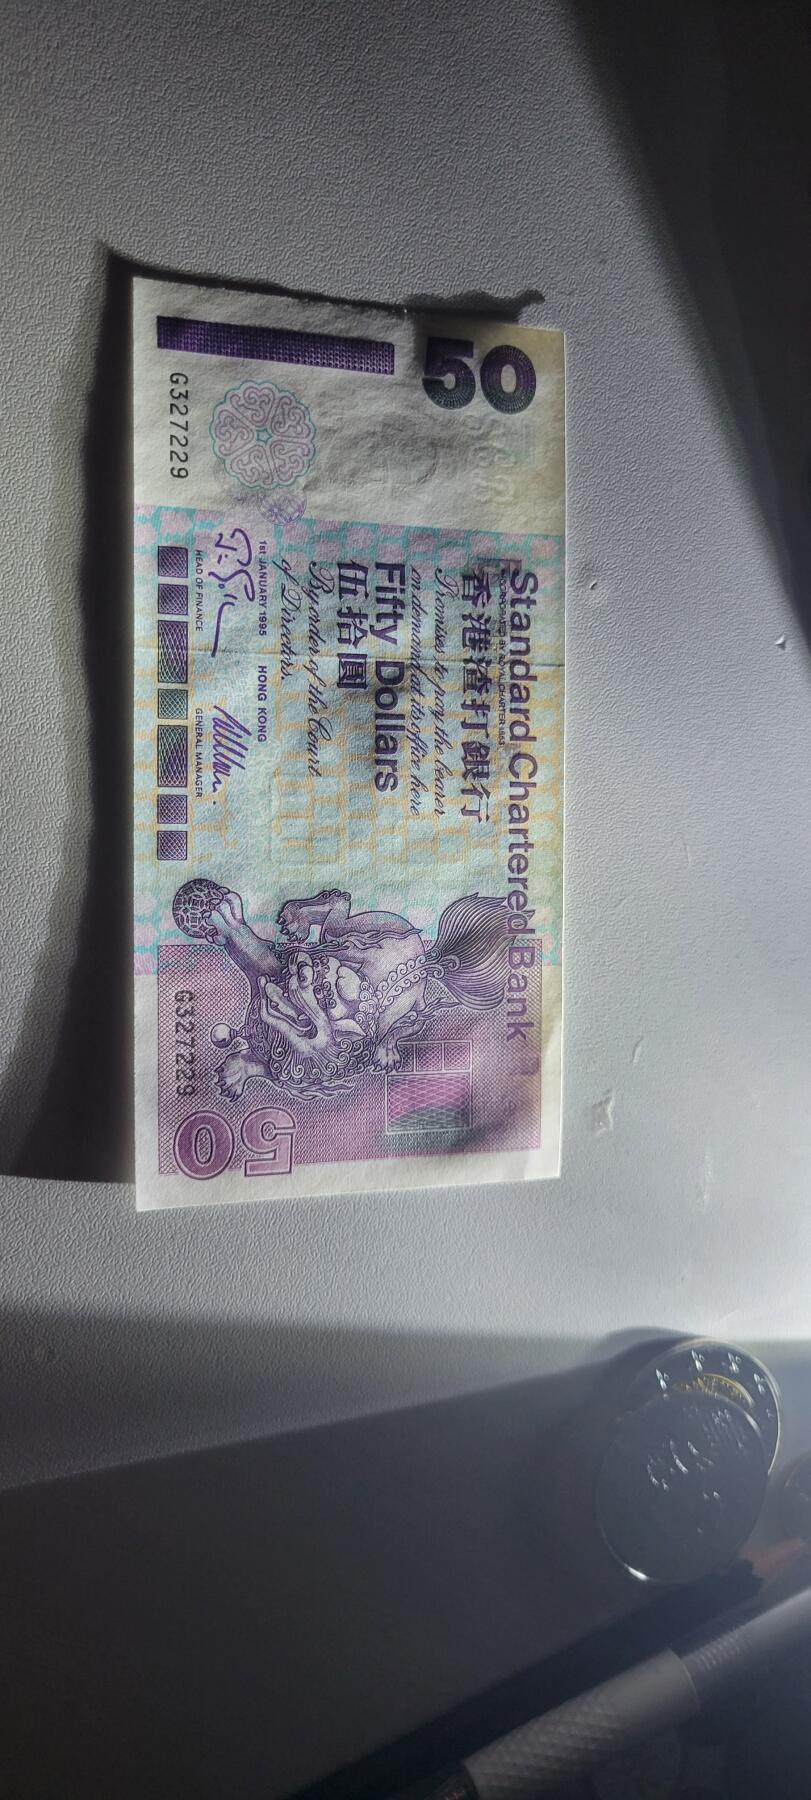 50
Standard Chartered Bank
INCORPORATED BY ROYAL CHARTER 1853
香港渣打銀行
Promises to pay the bearer
on demand at its office here
Fifty Dollars
伍拾圓
By order of the Court
of Directors.
1st JANUARY 1995 HONG KONG
HEAD OF FINANCE GENERAL MANAGER
G327229
G327229
50